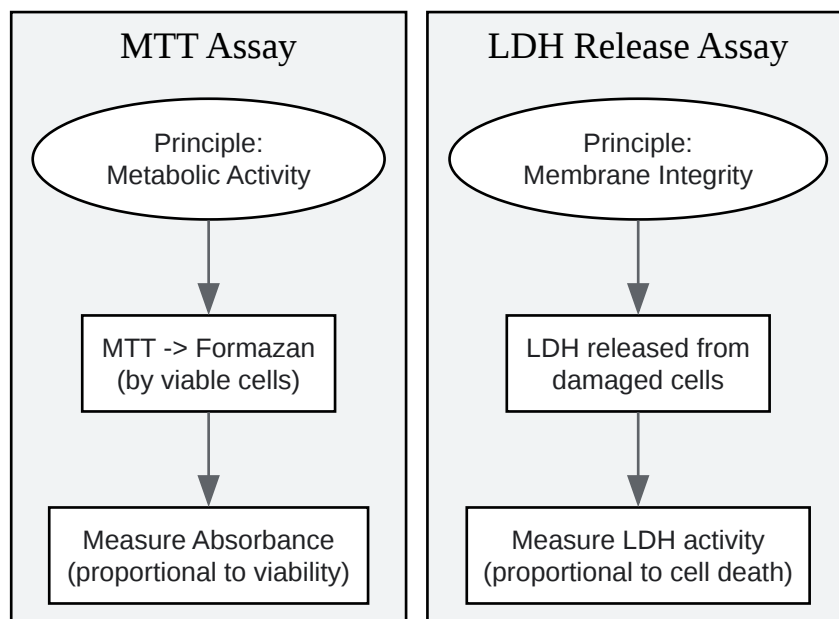 MTT Assay
Principle:
Metabolic Activity
MTT -> Formazan
(by viable cells)
Measure Absorbance
(proportional to viability)
LDH Release Assay
Principle:
Membrane Integrity
LDH released from
damaged cells
Measure LDH activity
(proportional to cell death)